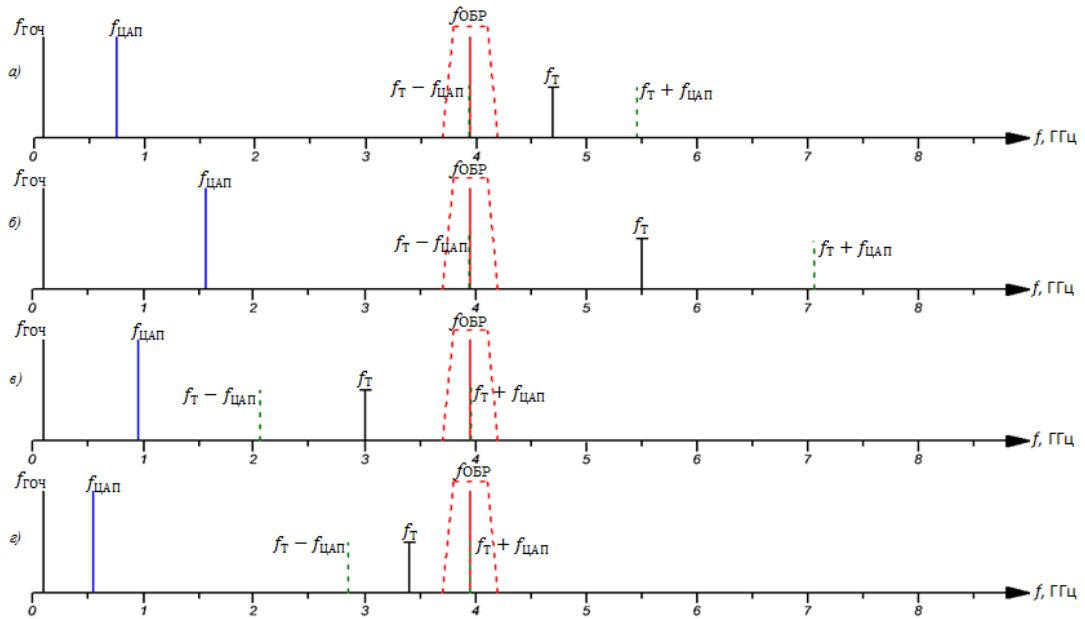 fОБР
fГОЧ
fЦАП
а)
fТ − fЦАП
fТ
fТ + fЦАП
f, ГГц
0 1 2 3 4 5 6 7 8
fГОЧ
fЦАП
fОБР
б)
fТ − fЦАП
fТ
fТ + fЦАП
f, ГГц
0 1 2 3 4 5 6 7 8
fГОЧ
fЦАП
fОБР
в)
fТ − fЦАП
fТ
fТ + fЦАП
f, ГГц
0 1 2 3 4 5 6 7 8
fГОЧ
fЦАП
fОБР
г)
fТ − fЦАП
fТ
fТ + fЦАП
f, ГГц
0 1 2 3 4 5 6 7 8